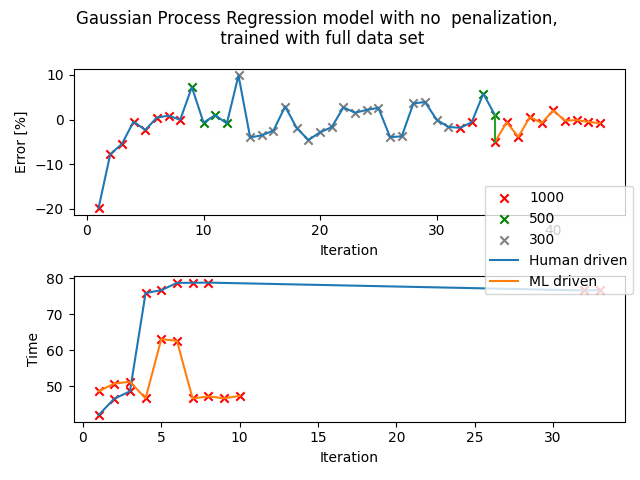 Gaussian Process Regression model with no  penalization,
trained with full data set
10
0
−10
−20
Error [%]
0
10
20
30
40
Iteration
1000
500
300
Human driven
ML driven
80
70
60
50
Time
0
5
10
15
20
25
30
Iteration